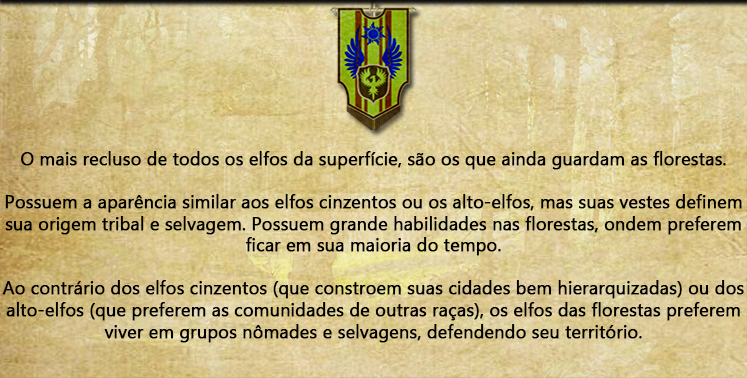 O mais recluso de todos os elfos da superfície, são os que ainda guardam as florestas.
Possuem a aparência similar aos elfos cinzentos ou os alto-elfos, mas suas vestes definem
sua origem tribal e selvagem. Possuem grande habilidades nas florestas, ondem preferem
ficar em sua maioria do tempo.
Ao contrário dos elfos cinzentos (que constroem suas cidades bem hierarquizadas) ou dos
alto-elfos (que preferem as comunidades de outras raças), os elfos das florestas preferem
viver em grupos nômades e selvagens, defendendo seu território.